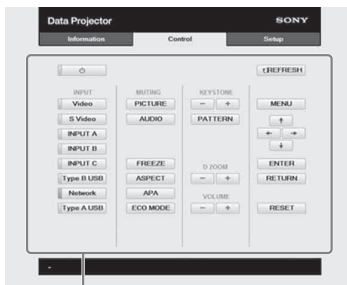 Data Projector
SONY
Information
Control
Setup
REFRESH
INPUT
Video
S Video
INPUT A
INPUT B
INPUT C
Type B USB
Network
Type A USB
MUTING
PICTURE
AUDIO
FREEZE
ASPECT
APA
ECO MODE
KEYSTONE
- +
PATTERN
D ZOOM
- +
VOLUME
- +
MENU
ENTER
RETURN
RESET